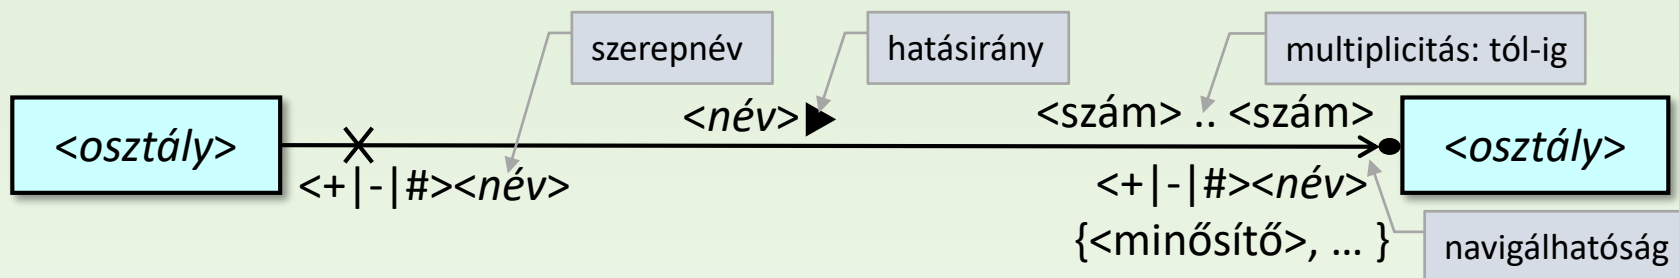 szerepnév
hatásirány
multiplicitás: tól-ig
<név>
<szám> .. <szám>
<osztály>
<osztály>
<+|-|#><név>
<+|-|#><név>
{<minősítő>, ... }
navigálhatóság